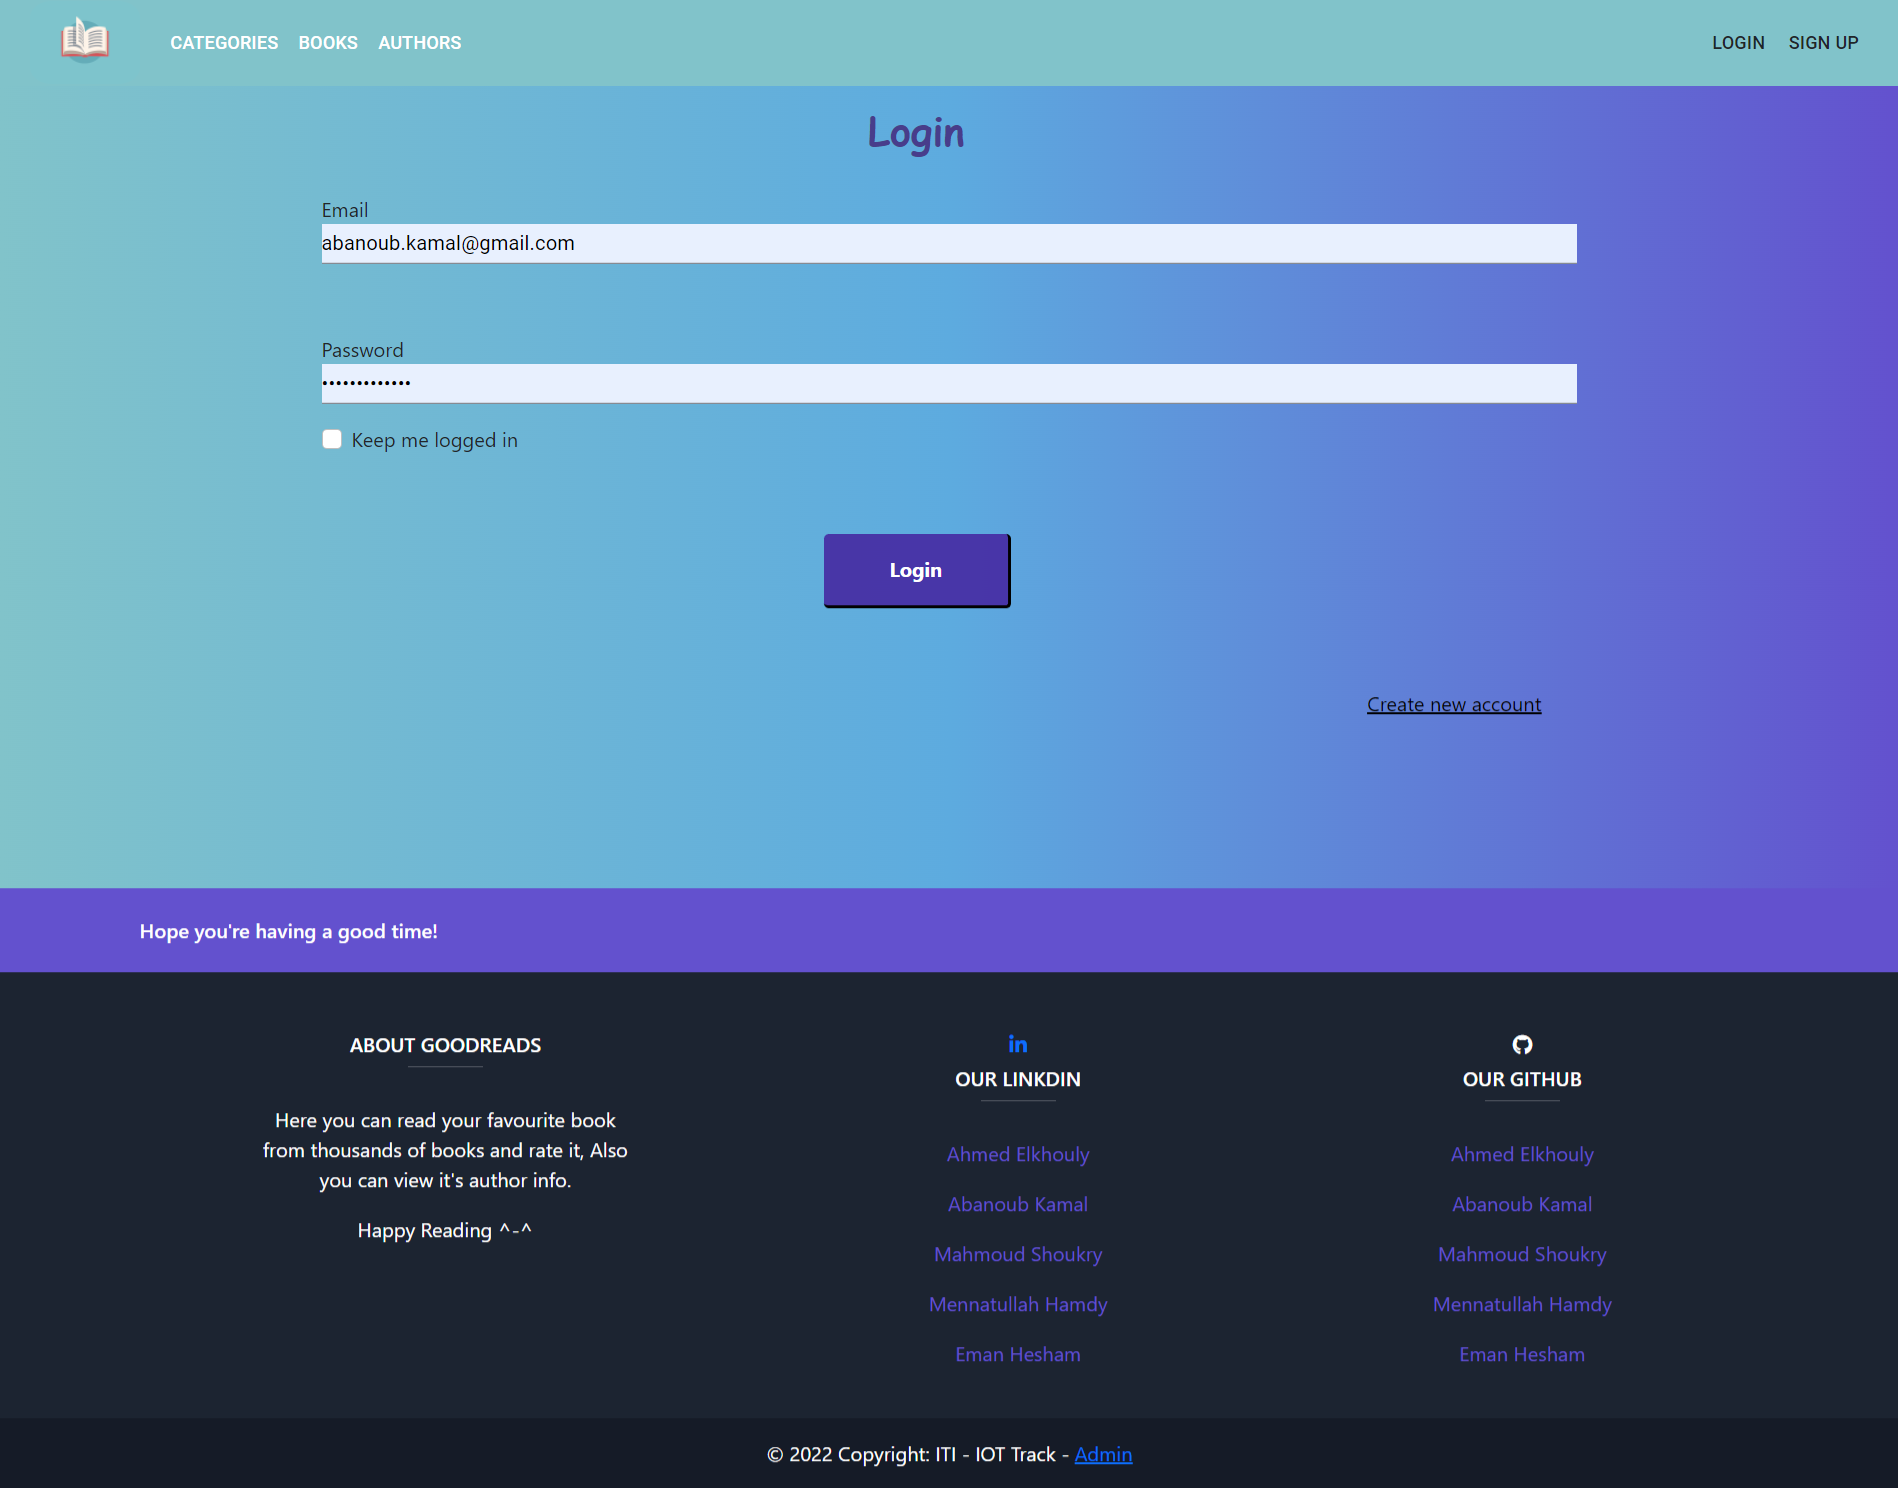 CATEGORIES BOOKS AUTHORS LOGIN SIGN UP
Login
Email
abanoub.kamal@gmail.com
Password
•••••••••••••
Keep me logged in
Login
Create new account
Hope you're having a good time!
ABOUT GOODREADS
Here you can read your favourite book
from thousands of books and rate it, Also
you can view it's author info.
Happy Reading ^-^
OUR LINKDIN
Ahmed Elkhouly
Abanoub Kamal
Mahmoud Shoukry
Mennatullah Hamdy
Eman Hesham
OUR GITHUB
Ahmed Elkhouly
Abanoub Kamal
Mahmoud Shoukry
Mennatullah Hamdy
Eman Hesham
© 2022 Copyright: ITI - IOT Track - Admin